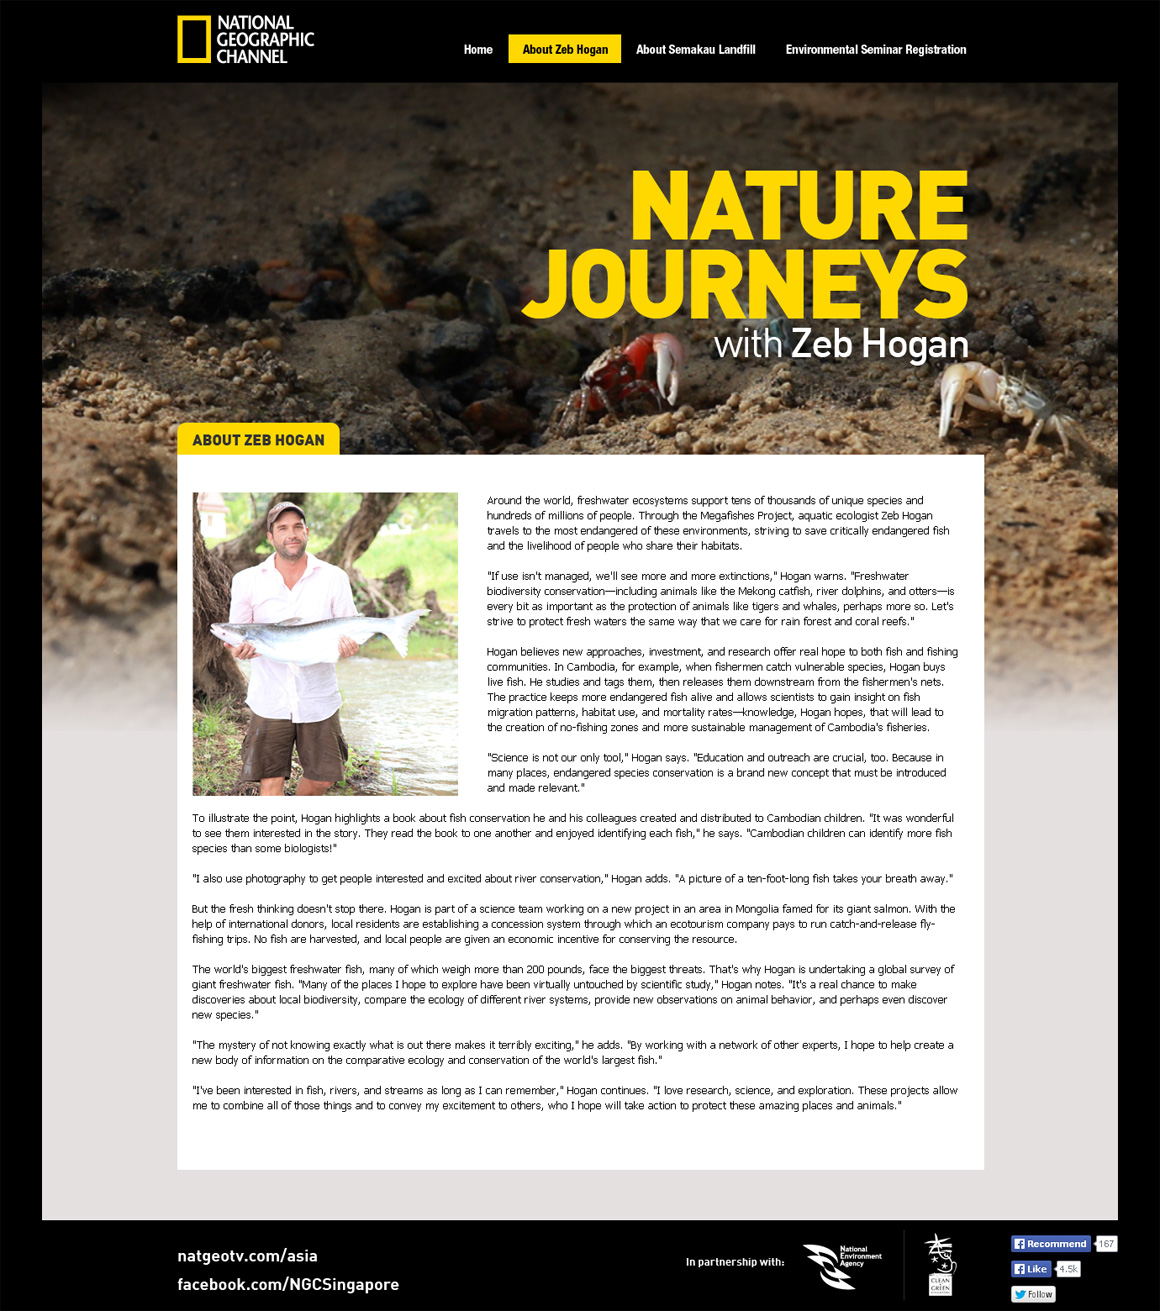 NATIONAL
GEOGRAPHIC
CHANNEL
Home About Zeb Hogan About Semakau Landfill Environmental Seminar Registration
NATURE
JOURNEYS
with Zeb Hogan
ABOUT ZEB HOGAN
Around the world, freshwater ecosystems support tens of thousands of unique species and
hundreds of millions of people. Through the Megafishes Project, aquatic ecologist Zeb Hogan
travels to the most endangered of these environments, striving to save critically endangered fish
and the livelihood of people who share their habitats.
"If use isn't managed, we'll see more and more extinctions," Hogan warns. "Freshwater
biodiversity conservation—including animals like the Mekong catfish, river dolphins, and otters—is
every bit as important as the protection of animals like tigers and whales, perhaps more so. Let's
strive to protect fresh waters the same way that we care for rain forest and coral reefs."
Hogan believes new approaches, investment, and research offer real hope to both fish and fishing
communities. In Cambodia, for example, when fishermen catch vulnerable species, Hogan buys
live fish. He studies and tags them, then releases them downstream from the fishermen's nets.
The practice keeps more endangered fish alive and allows scientists to gain insight on fish
migration patterns, habitat use, and mortality rates—knowledge, Hogan hopes, that will lead to
the creation of no-fishing zones and more sustainable management of Cambodia's fisheries.
"Science is not our only tool," Hogan says. "Education and outreach are crucial, too. Because in
many places, endangered species conservation is a brand new concept that must be introduced
and made relevant."
To illustrate the point, Hogan highlights a book about fish conservation he and his colleagues created and distributed to Cambodian children. "It was wonderful
to see them interested in the story. They read the book to one another and enjoyed identifying each fish," he says. "Cambodian children can identify more fish
species than some biologists!"
"I also use photography to get people interested and excited about river conservation," Hogan adds. "A picture of a ten-foot-long fish takes your breath away."
But the fresh thinking doesn't stop there. Hogan is part of a science team working on a new project in an area in Mongolia famed for its giant salmon. With the
help of international donors, local residents are establishing a concession system through which an ecotourism company pays to run catch-and-release fly-
fishing trips. No fish are harvested, and local people are given an economic incentive for conserving the resource.
The world's biggest freshwater fish, many of which weigh more than 200 pounds, face the biggest threats. That's why Hogan is undertaking a global survey of
giant freshwater fish. "Many of the places I hope to explore have been virtually untouched by scientific study," Hogan notes. "It's a real chance to make
discoveries about local biodiversity, compare the ecology of different river systems, provide new observations on animal behavior, and perhaps even discover
new species."
"The mystery of not knowing exactly what is out there makes it terribly exciting," he adds. "By working with a network of other experts, I hope to help create a
new body of information on the comparative ecology and conservation of the world's largest fish."
"I've been interested in fish, rivers, and streams as long as I can remember," Hogan continues. "I love research, science, and exploration. These projects allow
me to combine all of those things and to convey my excitement to others, who I hope will take action to protect these amazing places and animals."
natgeotv.com/asia
facebook.com/NGCSingapore
In partnership with:
National
Environment
Agency
CLEAN
& GREEN
Recommend 167
Like 4.5k
Follow